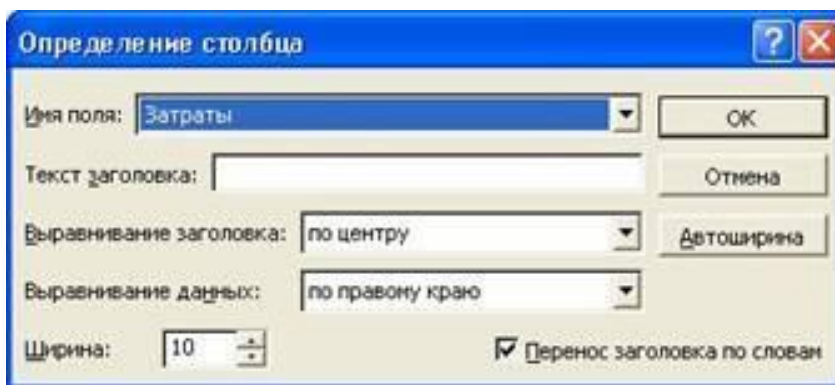 Определение столбца
Имя поля: Затраты
ОК
Текст заголовка:
Отмена
Выравнивание заголовка: по центру
Автоширина
Выравнивание данных: по правому краю
Ширина: 10
Перенос заголовка по словам